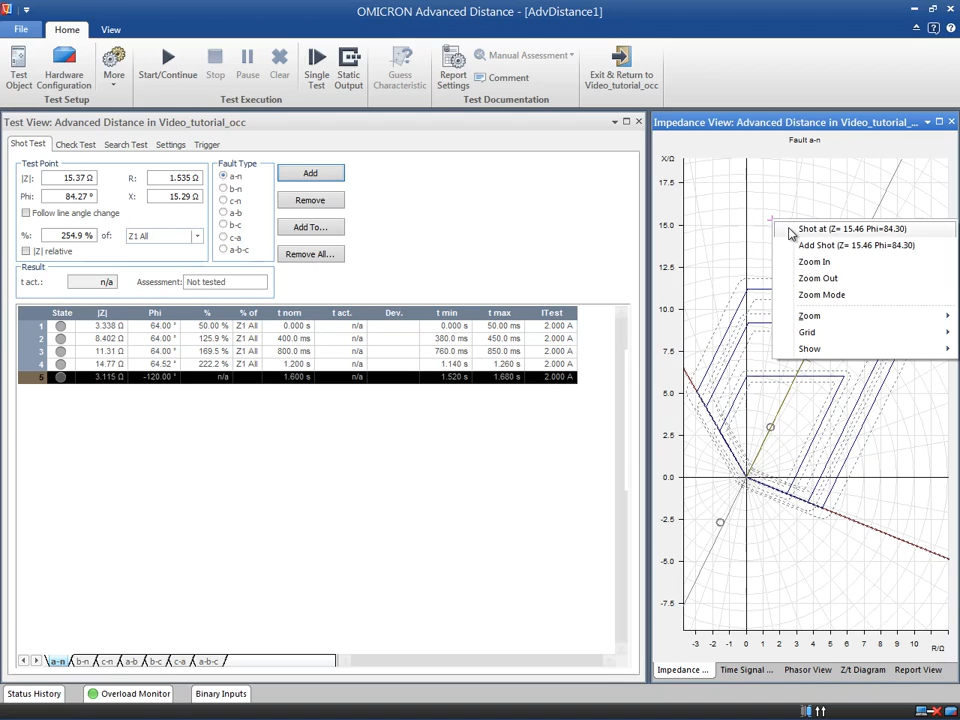 OMICRON Advanced Distance - [AdvDistance1]
File Home View
Test Object
Hardware Configuration
More
Test Setup
Start/Continue
Stop
Pause
Clear
Single Test
Static Output
Test Execution
Guess Characteristic
Report Settings
Manual Assessment
Comment
Test Documentation
Exit & Return to Video_tutorial_occ
Test View: Advanced Distance in Video_tutorial_occ
Shot Test Check Test Search Test Settings Trigger
Test Point
|Z|: 15.37 Ω R: 1.535 Ω
Phi: 84.27 ° X: 15.29 Ω
Follow line angle change
%: 254.9 % of: Z1 All
|Z| relative
Fault Type
a-n
b-n
c-n
a-b
b-c
c-a
a-b-c
Add
Remove
Add To...
Remove All...
Result
t act.: n/a Assessment: Not tested
State |Z| Phi % % of t nom t act. Dev. t min t max ITest
1 3.338 Ω 64.00 ° 50.00 % Z1 All 0.000 s n/a 0.000 s 50.00 ms 2.000 A
2 8.402 Ω 64.00 ° 125.9 % Z1 All 400.0 ms n/a 380.0 ms 450.0 ms 2.000 A
3 11.31 Ω 64.00 ° 169.5 % Z1 All 800.0 ms n/a 760.0 ms 850.0 ms 2.000 A
4 14.77 Ω 64.52 ° 222.2 % Z1 All 1.200 s n/a 1.140 s 1.260 s 2.000 A
5 3.115 Ω -120.00 ° n/a 1.600 s n/a 1.520 s 1.680 s 2.000 A
a-n b-n c-n a-b b-c c-a a-b-c
Impedance View: Advanced Distance in Video_tutorial_...
Fault a-n
X/Ω
17.5
15.0
12.5
10.0
7.5
5.0
2.5
0.0
-2.5
-5.0
-7.5
-3 -2 -1 0 1 2 3 4 5 6 7 8 9 10 R/Ω
Shot at (Z= 15.46 Phi=84.30)
Add Shot (Z= 15.46 Phi=84.30)
Zoom In
Zoom Out
Zoom Mode
Zoom
Grid
Show
Impedance ... Time Signal ... Phasor View Z/t Diagram Report View
Status History Overload Monitor Binary Inputs